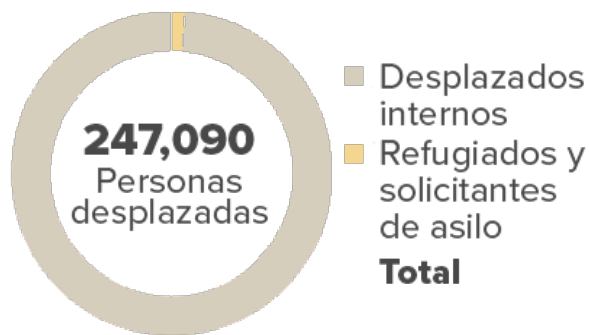 247,090
Personas
desplazadas
Desplazados
internos
Refugiados y
solicitantes
de asilo
Total